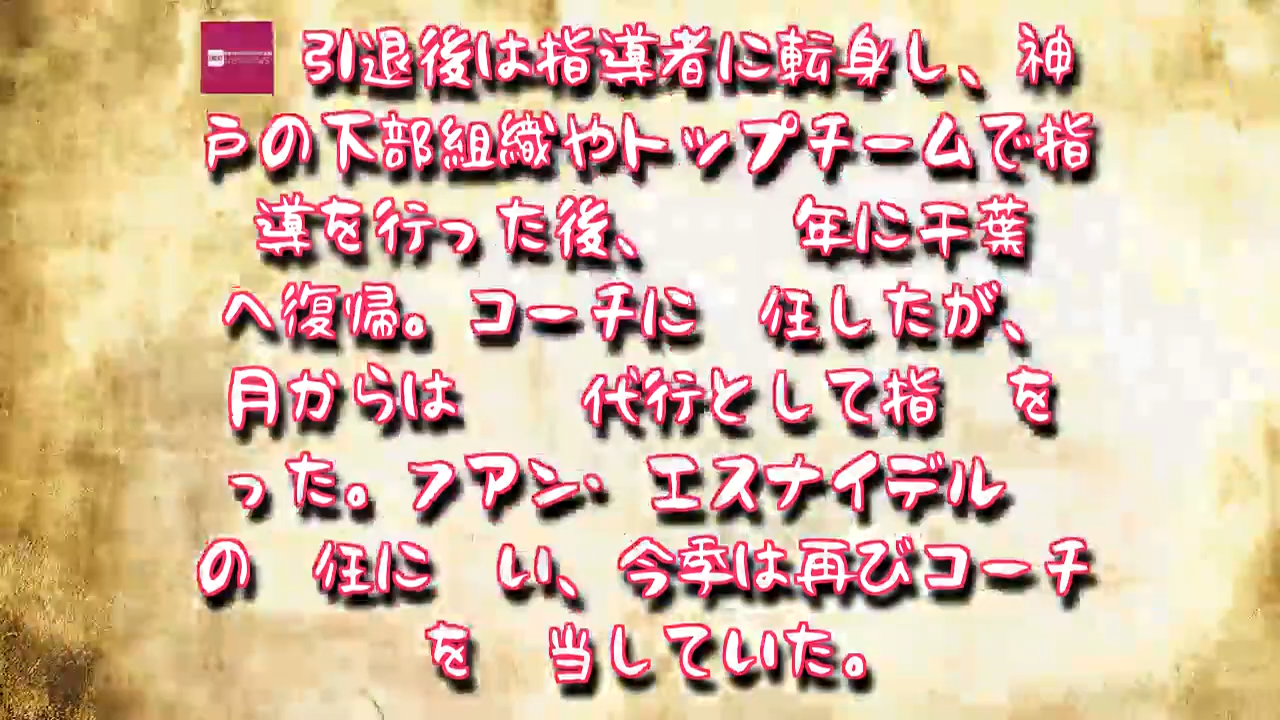 引退後は指導者に転身し、神
戸の下部組織やトップチームで指
導を行った後、　　年に千葉
へ復帰。コーチに　任したが、
月からは　　代行として指　を
った。フアン・エスナイデル
の　任に　い、今季は再びコーチ
を　当していた。